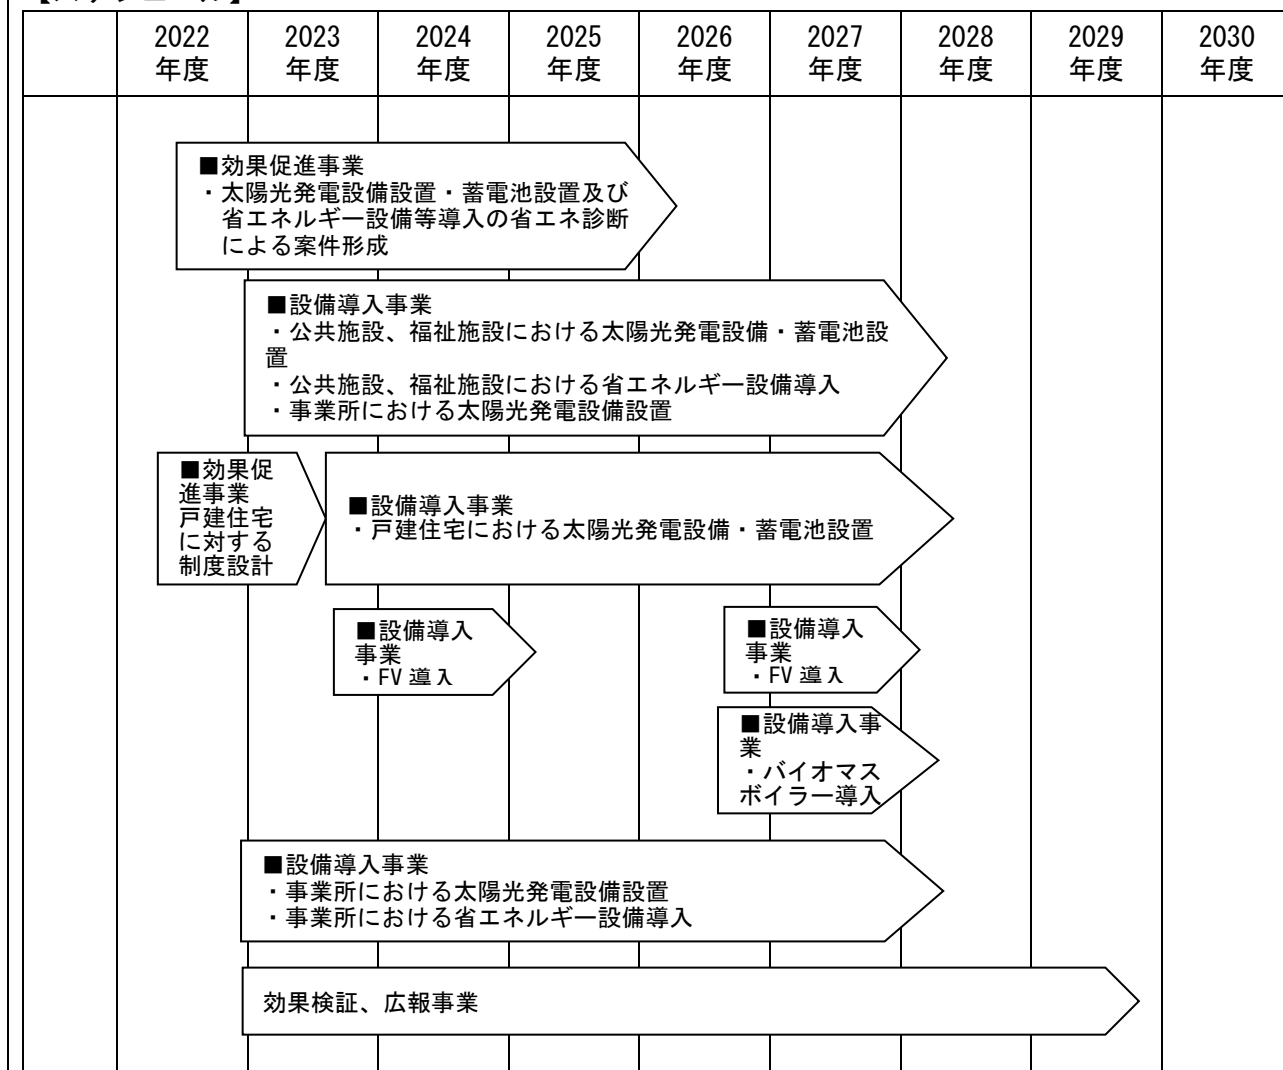 2022 2023 2024 2025 2026 2027 2028 2029 2030
年度 年度 年度 年度 年度 年度 年度 年度 年度
■効果促進事業
・太陽光発電設備設置・蓄電池設置及び
省エネルギー設備等導入の省エネ診断
による案件形成
■設備導入事業
・公共施設、福祉施設における太陽光発電設備・蓄電池設
置
・公共施設、福祉施設における省エネルギー設備導入
・事業所における太陽光発電設備設置
■効果促
進事業
戸建住宅
に対する
制度設計
■設備導入事業
・戸建住宅における太陽光発電設備・蓄電池設置
■設備導入
事業
・FV 導入
■設備導入
事業
・FV 導入
■設備導入事
業
・バイオマス
ボイラー導入
■設備導入事業
・事業所における太陽光発電設備設置
・事業所における省エネルギー設備導入
効果検証、広報事業